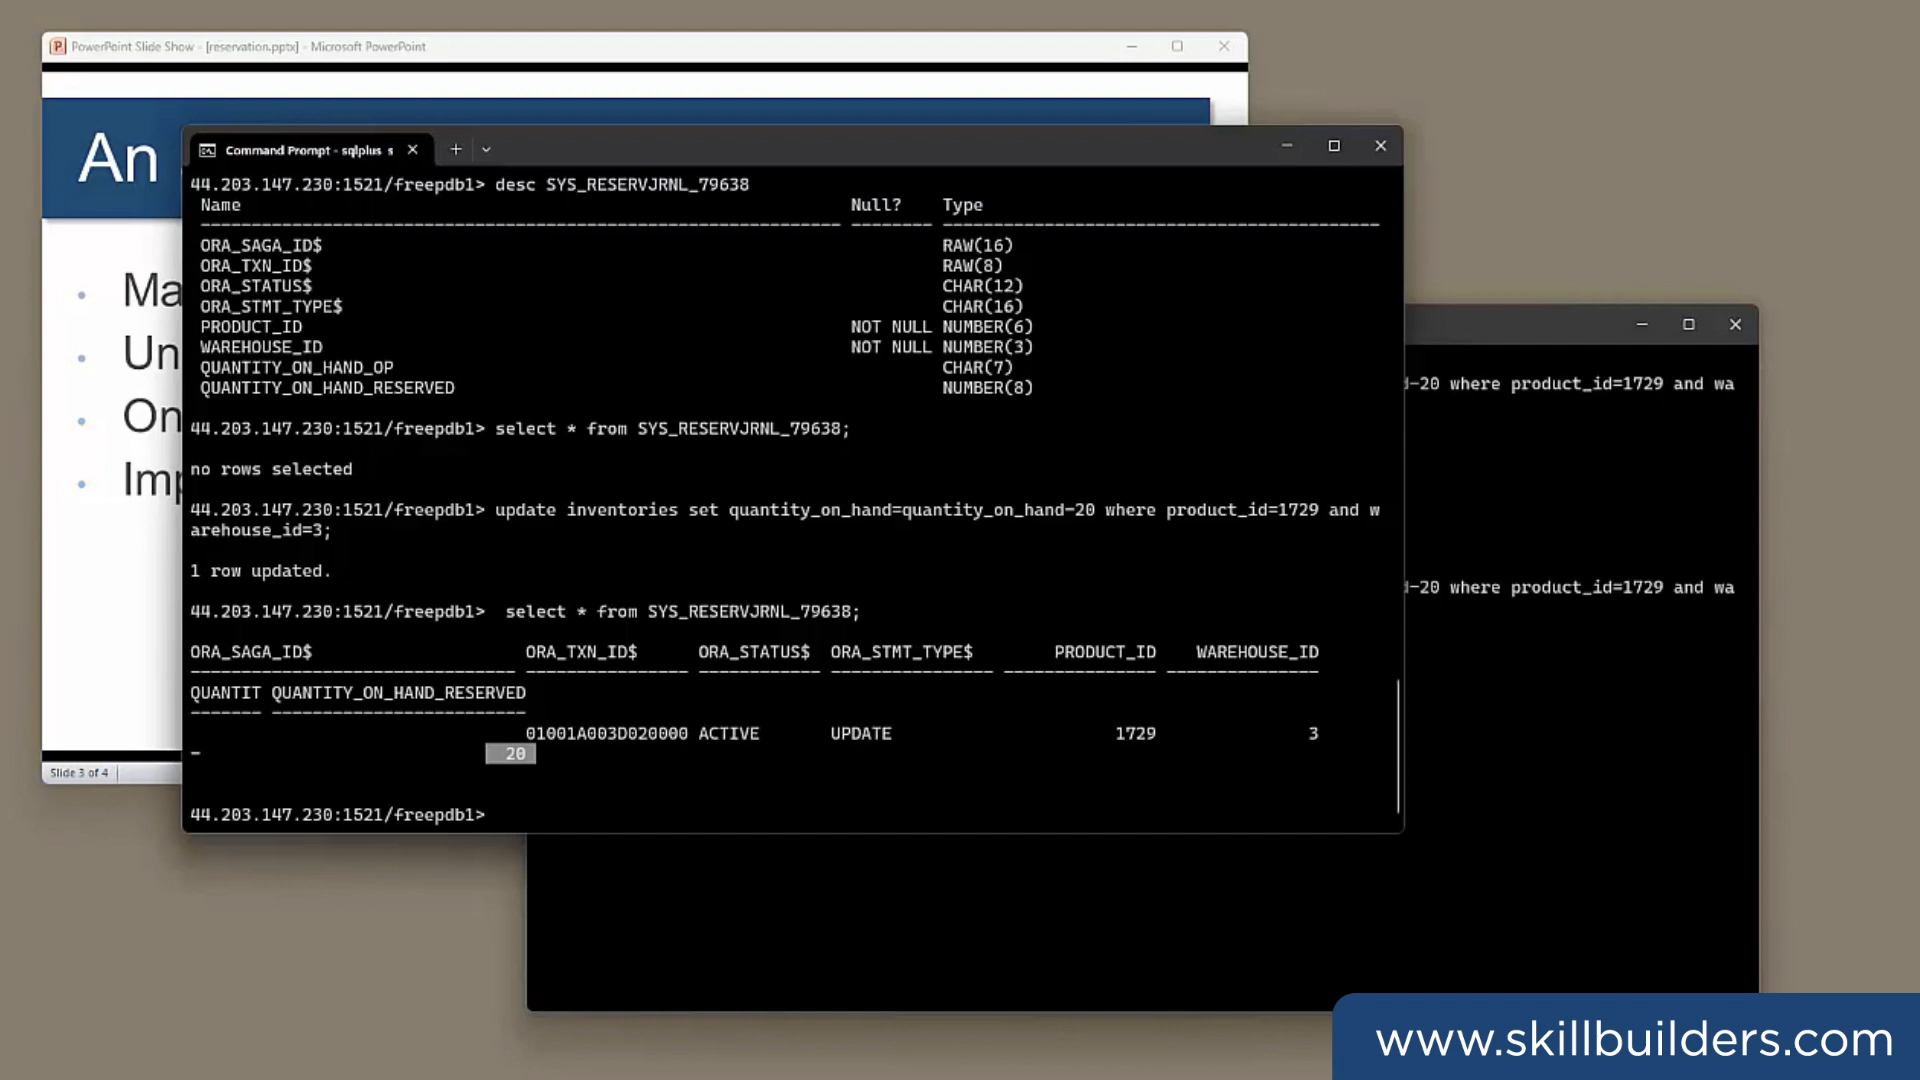 PowerPoint Slide Show - [reservation.pptx] - Microsoft PowerPoint
An
Ma
Un
On
Imp
Slide 3 of 4
Command Prompt - sqlplus s
44.203.147.230:1521/freepdb1> desc SYS_RESERVJRNL_79638
Name Null? Type
ORA_SAGA_ID$ RAW(16)
ORA_TXN_ID$ RAW(8)
ORA_STATUS$ CHAR(12)
ORA_STMT_TYPE$ CHAR(16)
PRODUCT_ID NOT NULL NUMBER(6)
WAREHOUSE_ID NOT NULL NUMBER(3)
QUANTITY_ON_HAND_OP CHAR(7)
QUANTITY_ON_HAND_RESERVED NUMBER(8)
44.203.147.230:1521/freepdb1> select * from SYS_RESERVJRNL_79638;
no rows selected
44.203.147.230:1521/freepdb1> update inventories set quantity_on_hand=quantity_on_hand-20 where product_id=1729 and w
arehouse_id=3;
1 row updated.
44.203.147.230:1521/freepdb1>  select * from SYS_RESERVJRNL_79638;
ORA_SAGA_ID$ ORA_TXN_ID$ ORA_STATUS$ ORA_STMT_TYPE$ PRODUCT_ID WAREHOUSE_ID
QUANTIT QUANTITY_ON_HAND_RESERVED
01001A003D020000 ACTIVE UPDATE 1729 3
- 20
44.203.147.230:1521/freepdb1>
d-20 where product_id=1729 and wa
d-20 where product_id=1729 and wa
www.skillbuilders.com